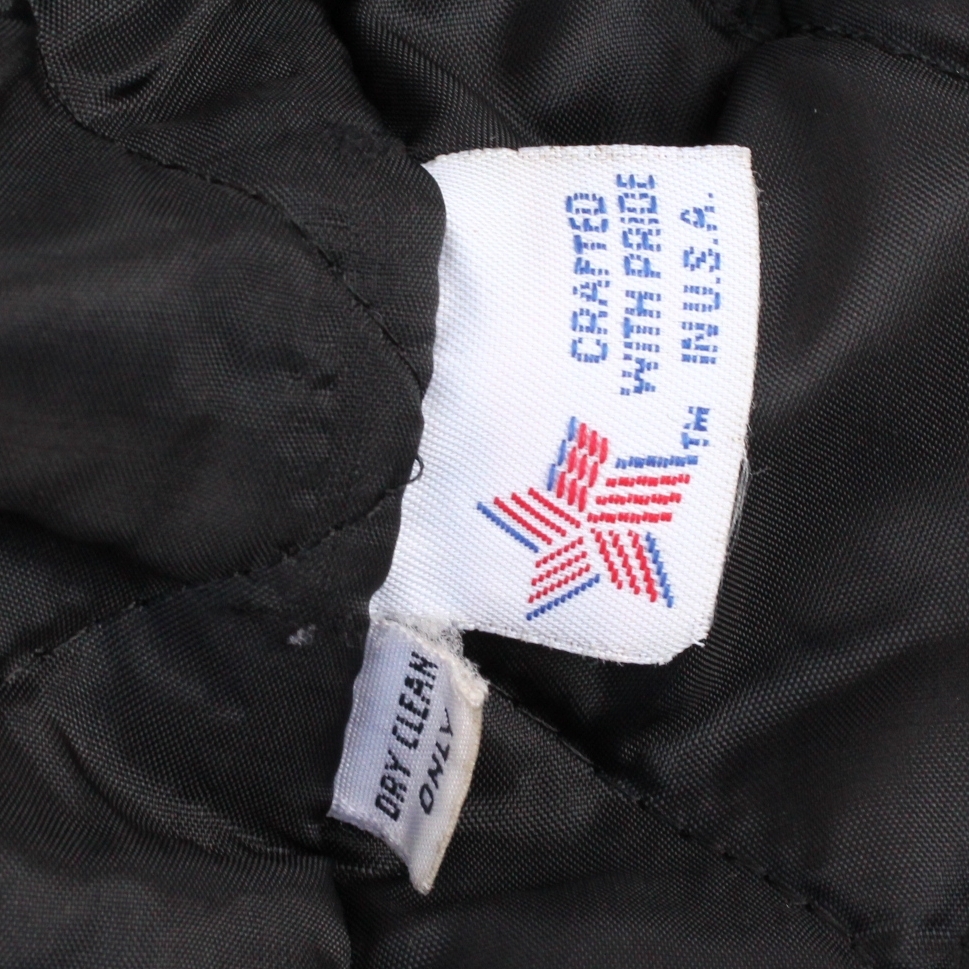 CRAFTED
WITH PRIDE
IN U.S.A.
TM
DRY CLEAN
ONLY